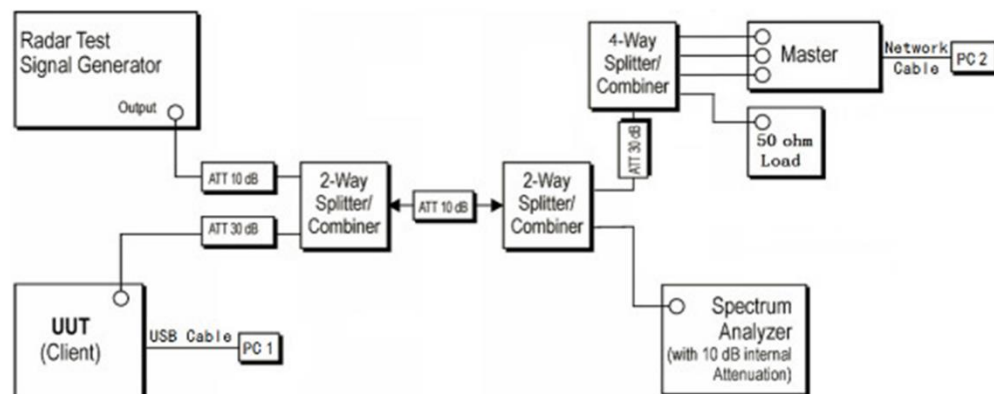 Radar Test
Signal Generator
Output
ATT 10 dB
ATT 30 dB
2-Way
Splitter/
Combiner
ATT 10 dB
2-Way
Splitter/
Combiner
ATT 30 dB
4-Way
Splitter/
Combiner
Master
Network
Cable
PC 2
50 ohm
Load
UUT
(Client)
USB Cable
PC 1
Spectrum
Analyzer
(with 10 dB internal
Attenuation)